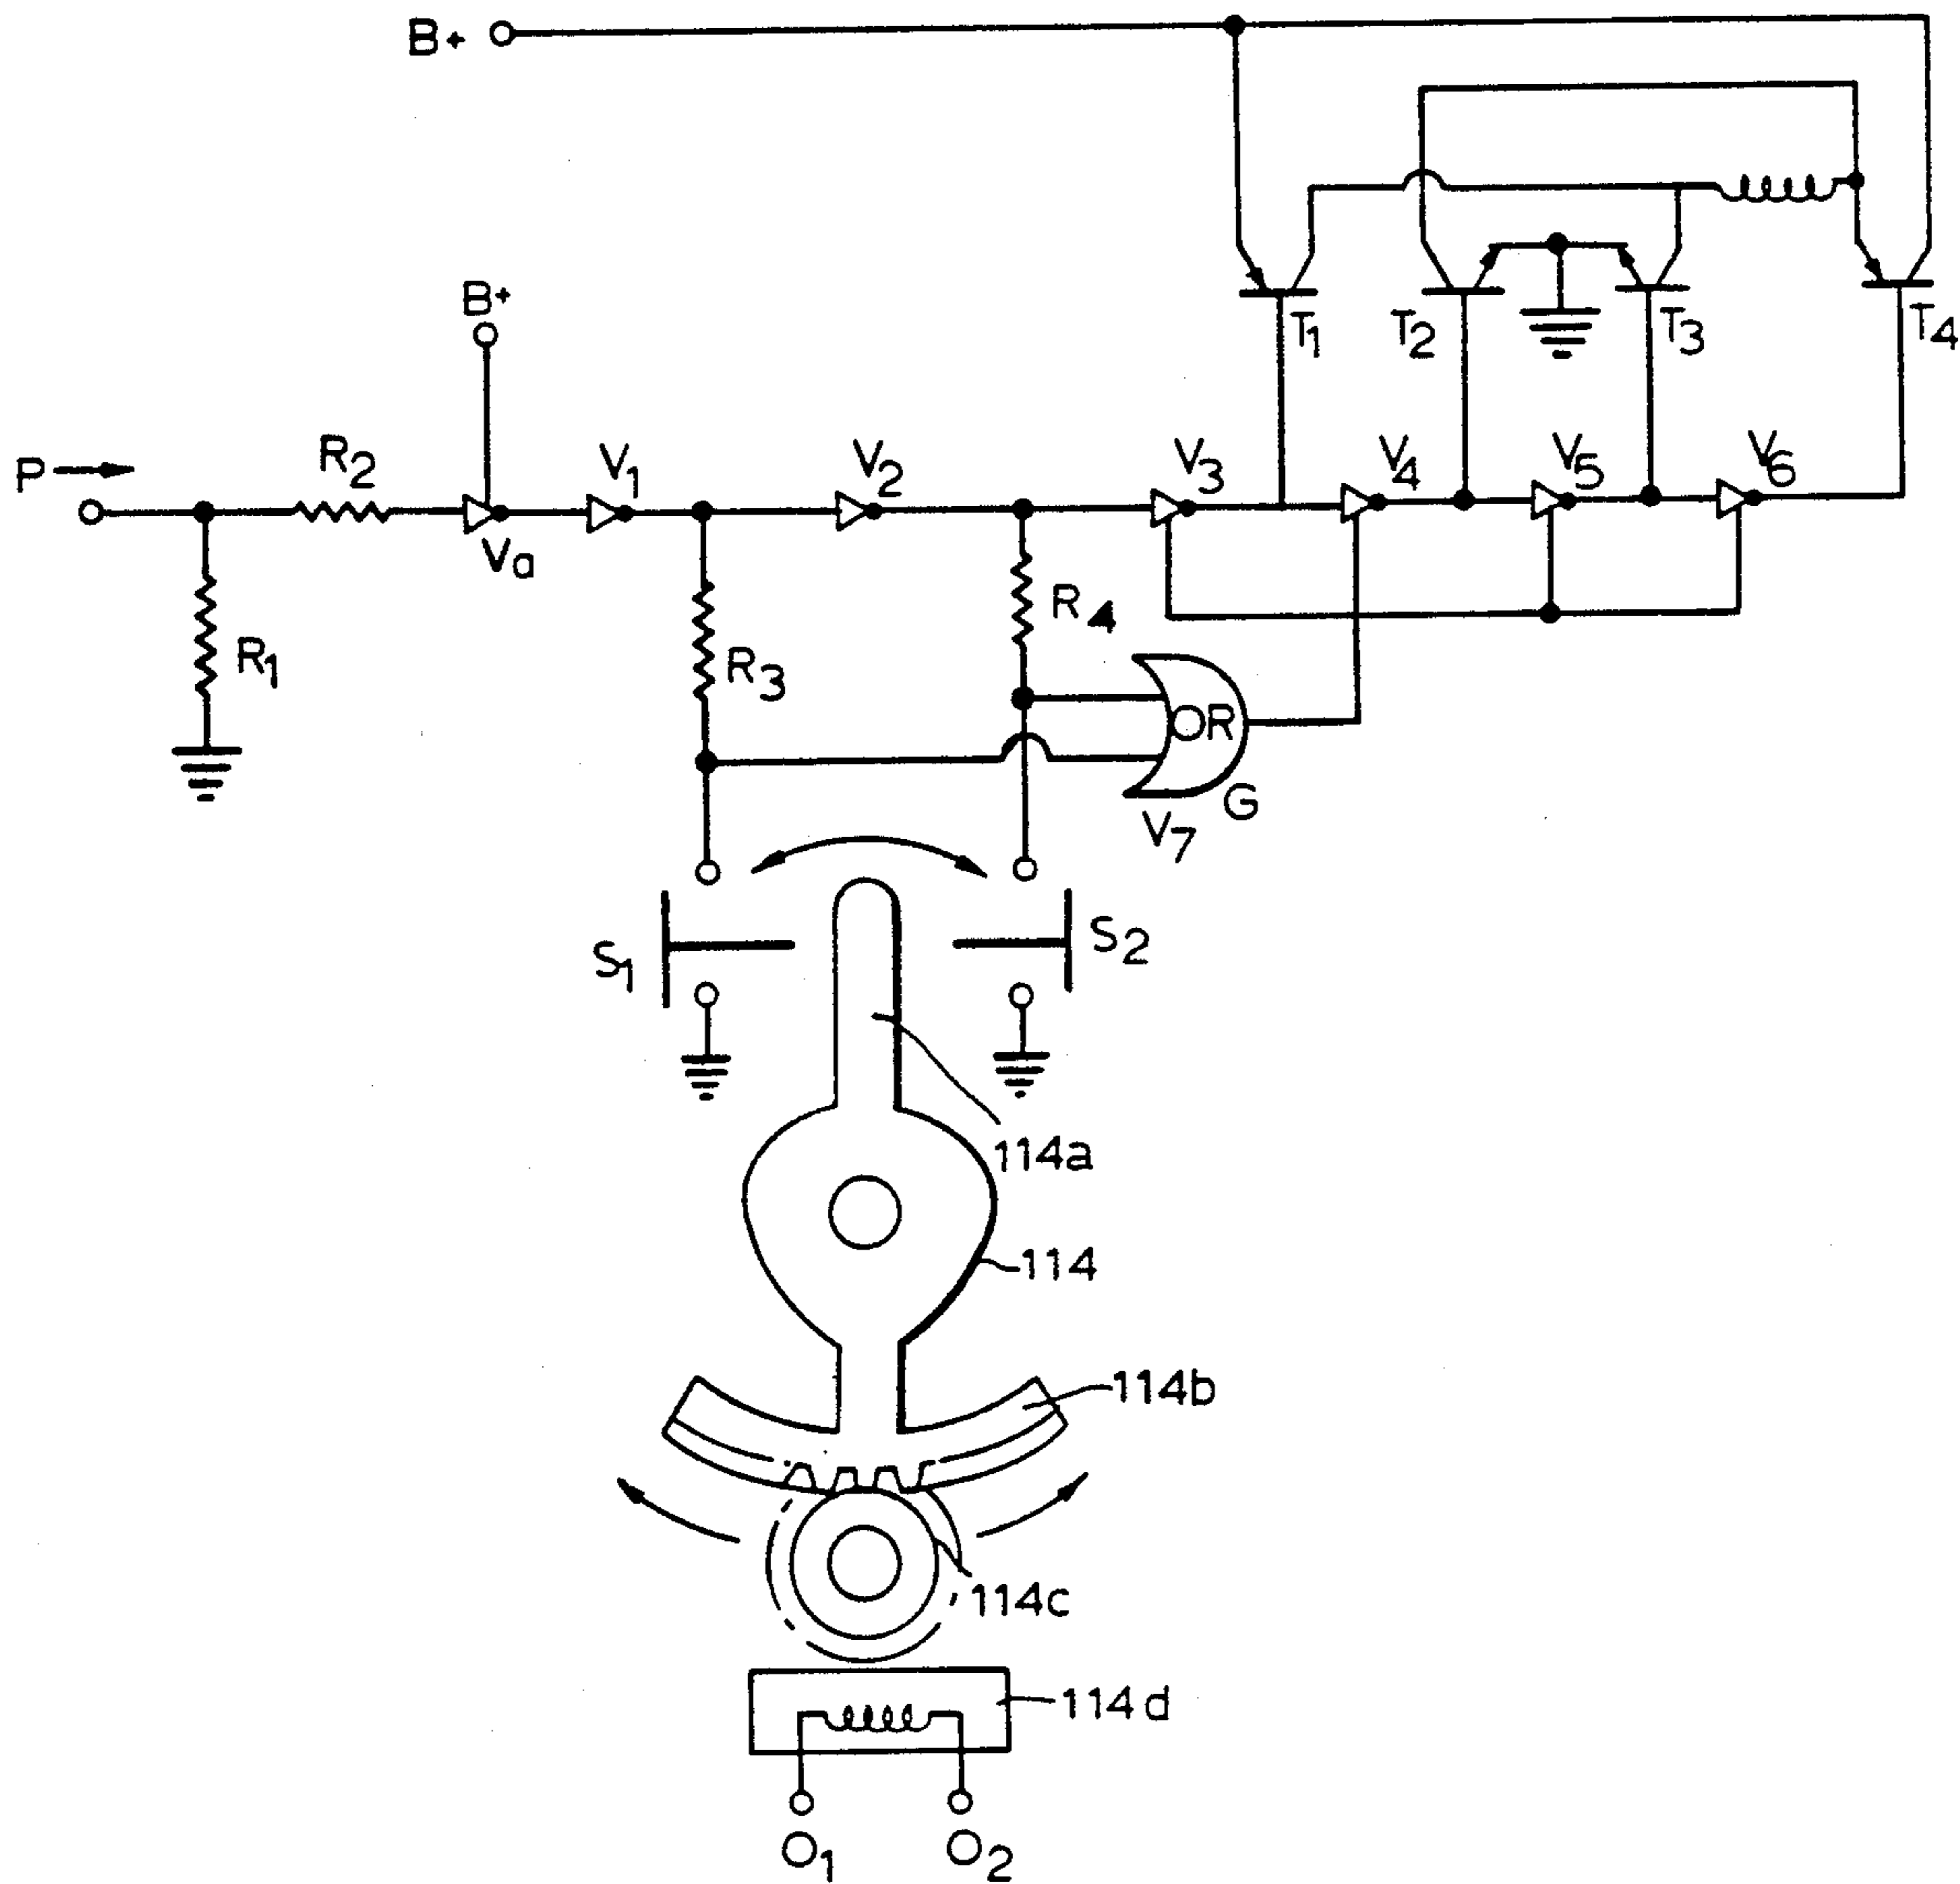 B+
B+
P
R2
Va
V1
V2
V3
V4
V5
V6
T1
T2
T3
T4
R1
R3
R4
OR
G
V7
S1
S2
114a
114
114b
114c
114d
O1
O2